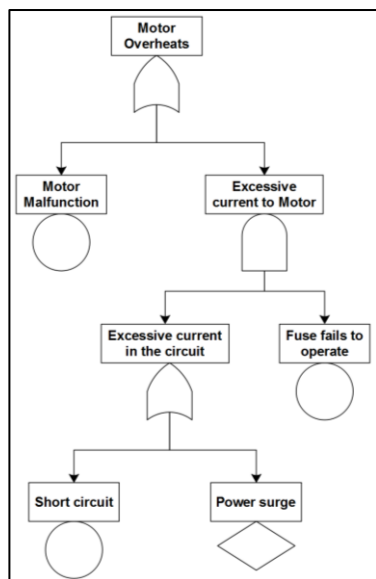 Motor
Overheats
Motor
Malfunction
Excessive
current to Motor
Excessive current
in the circuit
Fuse fails to
operate
Short circuit
Power surge